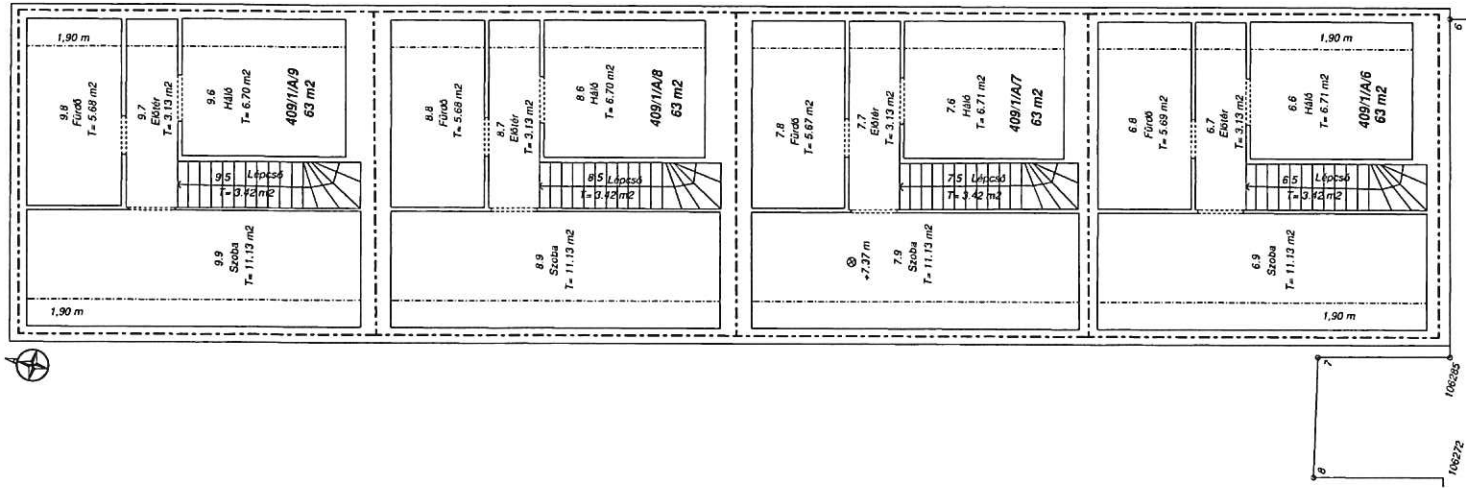 1,90 m
9.8
Fürdő
T= 5.68 m2
9.7
Előtér
T= 3.13 m2
9.6
Háló
T= 6.70 m2
409/1/A/9
63 m2
9.5 Lépcső
T= 3.42 m2
9.9
Szoba
T= 11.13 m2
1,90 m
8.8
Fürdő
T= 5.68 m2
8.7
Előtér
T= 3.13 m2
8.6
Háló
T= 6.70 m2
409/1/A/8
63 m2
8.5 Lépcső
T= 3.42 m2
8.9
Szoba
T= 11.13 m2
7.8
Fürdő
T= 5.67 m2
7.7
Előtér
T= 3.13 m2
7.6
Háló
T= 6.71 m2
409/1/A/7
63 m2
7.5 Lépcső
T= 3.42 m2
+7.37 m
7.9
Szoba
T= 11.13 m2
6.8
Fürdő
T= 5.69 m2
6.7
Előtér
T= 3.13 m2
1,90 m
6.6
Háló
T= 6.71 m2
409/1/A/6
63 m2
6.5 Lépcső
T= 3.42 m2
6.9
Szoba
T= 11.13 m2
1,90 m
6
7
106285
8
106272